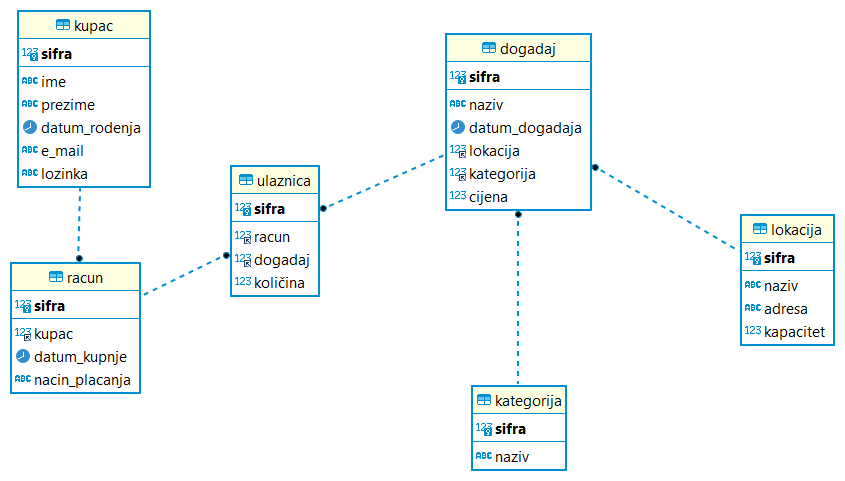 kupac
123 sifra
ABC ime
ABC prezime
datum_rodenja
ABC e_mail
ABC lozinka
racun
123 sifra
123 kupac
datum_kupnje
ABC nacin_placanja
ulaznica
123 sifra
123 racun
123 dogadaj
123 količina
dogadaj
123 sifra
ABC naziv
datum_dogadaja
123 lokacija
123 kategorija
123 cijena
kategorija
123 sifra
ABC naziv
lokacija
123 sifra
ABC naziv
ABC adresa
123 kapacitet